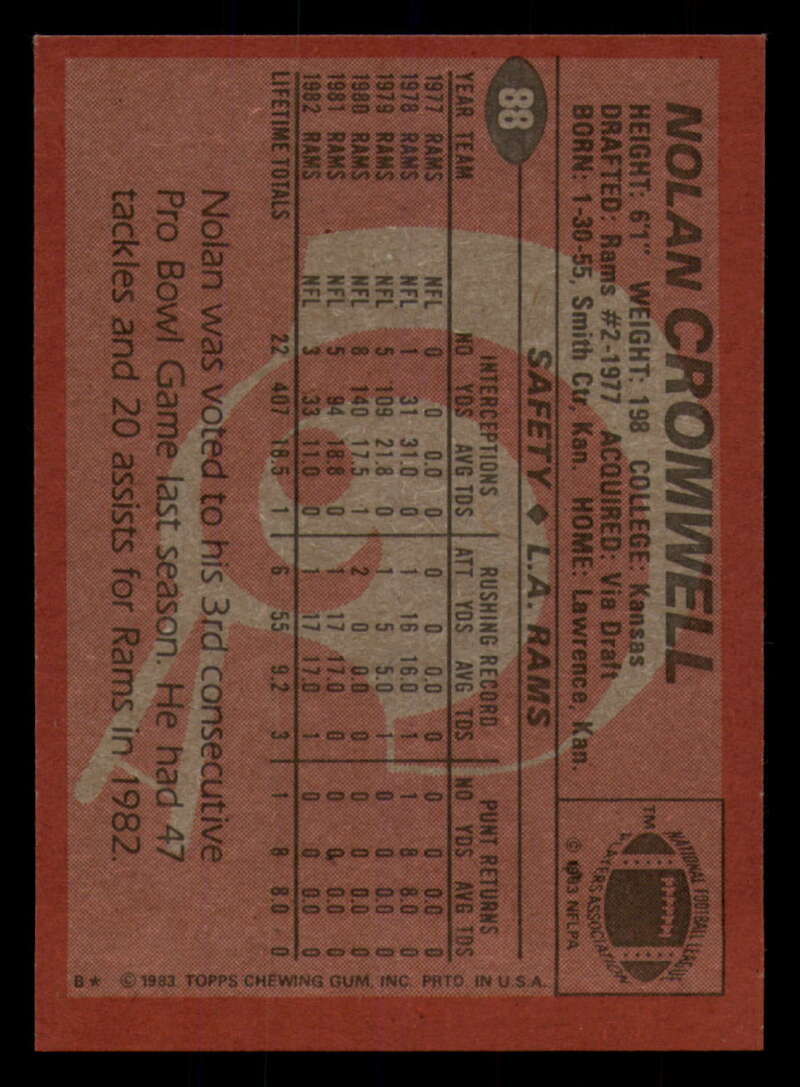 NOLAN CROMWELL
HEIGHT: 6'1" WEIGHT: 198 COLLEGE: Kansas
DRAFTED: Rams #2-1977 ACQUIRED: Via Draft
BORN: 1-30-55, Smith Ctr, Kan. HOME: Lawrence, Kan.
88
SAFETY ◆ L.A. RAMS
TM
NATIONAL FOOTBALL LEAGUE
PLAYERS ASSOCIATION
© 1983 NFLPA
INTERCEPTIONS RUSHING RECORD PUNT RETURNS
YEAR TEAM NO YDS AVG TDS ATT YDS AVG TDS NO YDS AVG TDS
1977 RAMS NFL 0 0 0.0 0 0 0 0.0 0 0 0 0.0 0
1978 RAMS NFL 1 31 31.0 0 1 16 16.0 1 1 8 8.0 0
1979 RAMS NFL 5 109 21.8 0 1 5 5.0 1 0 0 0.0 0
1980 RAMS NFL 8 140 17.5 1 2 0 0.0 0 0 0 0.0 0
1981 RAMS NFL 5 94 18.8 0 1 17 17.0 0 0 0 0.0 0
1982 RAMS NFL 3 33 11.0 0 1 17 17.0 1 0 0 0.0 0
LIFETIME TOTALS 22 407 18.5 1 6 55 9.2 3 1 8 8.0 0
Nolan was voted to his 3rd consecutive
Pro Bowl Game last season. He had 47
tackles and 20 assists for Rams in 1982.
B* © 1983 TOPPS CHEWING GUM, INC. PRTD. IN U.S.A.